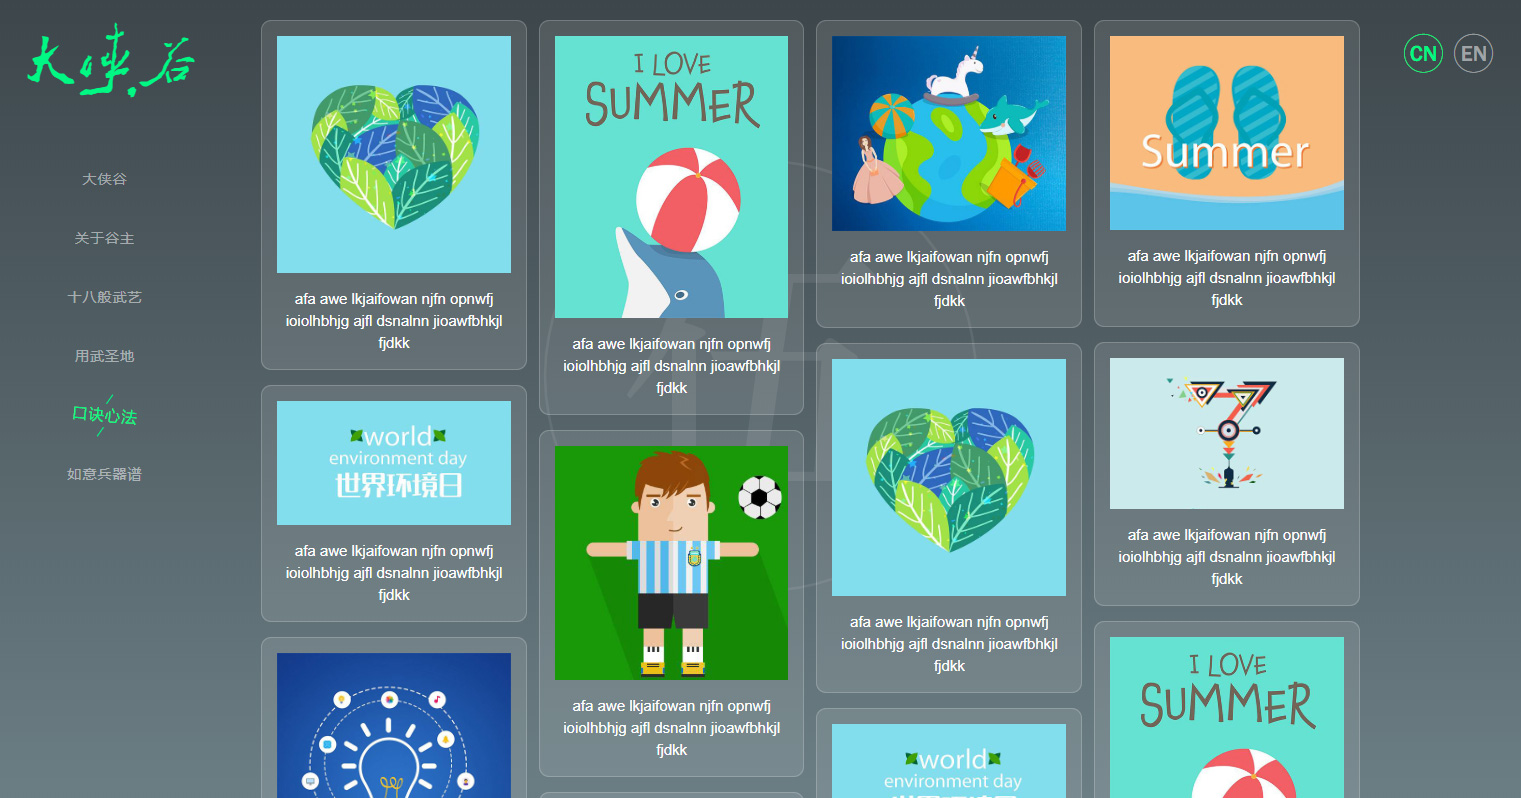 大峡谷
大侠谷
关于谷主
十八般武艺
用武圣地
口诀心法
如意兵器谱
afa awe lkjaifowan njfn opnwfj
ioiolhbhjg ajfl dsnalnn jioawfbhkjl
fjdkk
world
environment day
世界环境日
afa awe lkjaifowan njfn opnwfj
ioiolhbhjg ajfl dsnalnn jioawfbhkjl
fjdkk
I LOVE
SUMMER
afa awe lkjaifowan njfn opnwfj
ioiolhbhjg ajfl dsnalnn jioawfbhkjl
fjdkk
afa awe lkjaifowan njfn opnwfj
ioiolhbhjg ajfl dsnalnn jioawfbhkjl
fjdkk
afa awe lkjaifowan njfn opnwfj
ioiolhbhjg ajfl dsnalnn jioawfbhkjl
fjdkk
afa awe lkjaifowan njfn opnwfj
ioiolhbhjg ajfl dsnalnn jioawfbhkjl
fjdkk
world
environment day
Summer
afa awe lkjaifowan njfn opnwfj
ioiolhbhjg ajfl dsnalnn jioawfbhkjl
fjdkk
afa awe lkjaifowan njfn opnwfj
ioiolhbhjg ajfl dsnalnn jioawfbhkjl
fjdkk
I LOVE
SUMMER
CN
EN